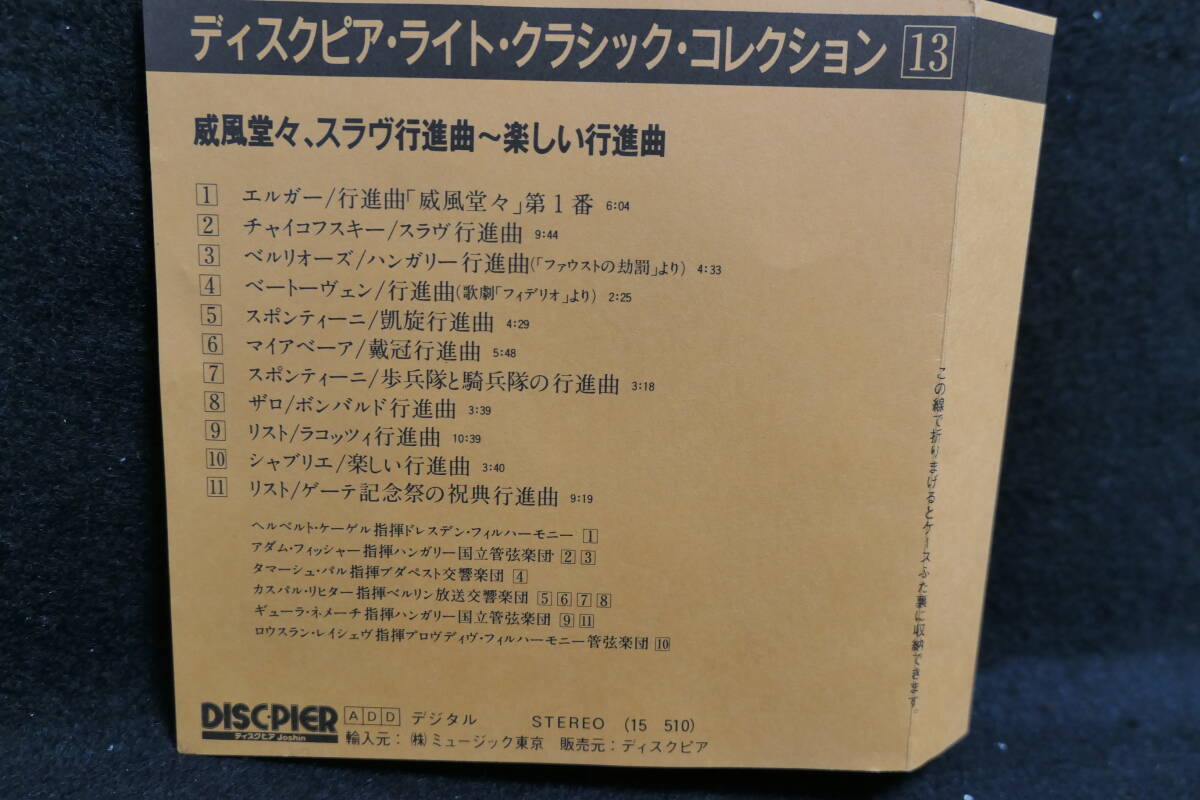 ディスクピア・ライト・クラシック・コレクション 13
威風堂々、スラヴ行進曲～楽しい行進曲
1 エルガー/行進曲「威風堂々」第1番 6:04
2 チャイコフスキー/スラヴ行進曲 9:44
3 ベルリオーズ/ハンガリー行進曲(「ファウストの劫罰」より) 4:33
4 ベートーヴェン/行進曲(歌劇「フィデリオ」より) 2:25
5 スポンティーニ/凱旋行進曲 4:29
6 マイアベーア/戴冠行進曲 5:48
7 スポンティーニ/歩兵隊と騎兵隊の行進曲 3:18
8 ザロ/ボンバルド行進曲 3:39
9 リスト/ラコッツィ行進曲 10:39
10 シャブリエ/楽しい行進曲 3:40
11 リスト/ゲーテ記念祭の祝典行進曲 9:19
ヘルベルト・ケーゲル指揮ドレスデン・フィルハーモニー 1
アダム・フィッシャー指揮ハンガリー国立管弦楽団 2 3
タマーシュ・パル指揮ブダペスト交響楽団 4
カスパル・リヒター指揮ベルリン放送交響楽団 5 6 7 8
ギューラ・ネメーチ指揮ハンガリー国立管弦楽団 9 11
ロウスラン・レイシェヴ指揮プロヴディヴ・フィルハーモニー管弦楽団 10
DISC・PIER ADD デジタル STEREO (15 510)
ディスクピア Joshin
輸入元：㈱ミュージック東京 販売元：ディスクピア
この線で折りまげるとケースふた裏に収納できます。